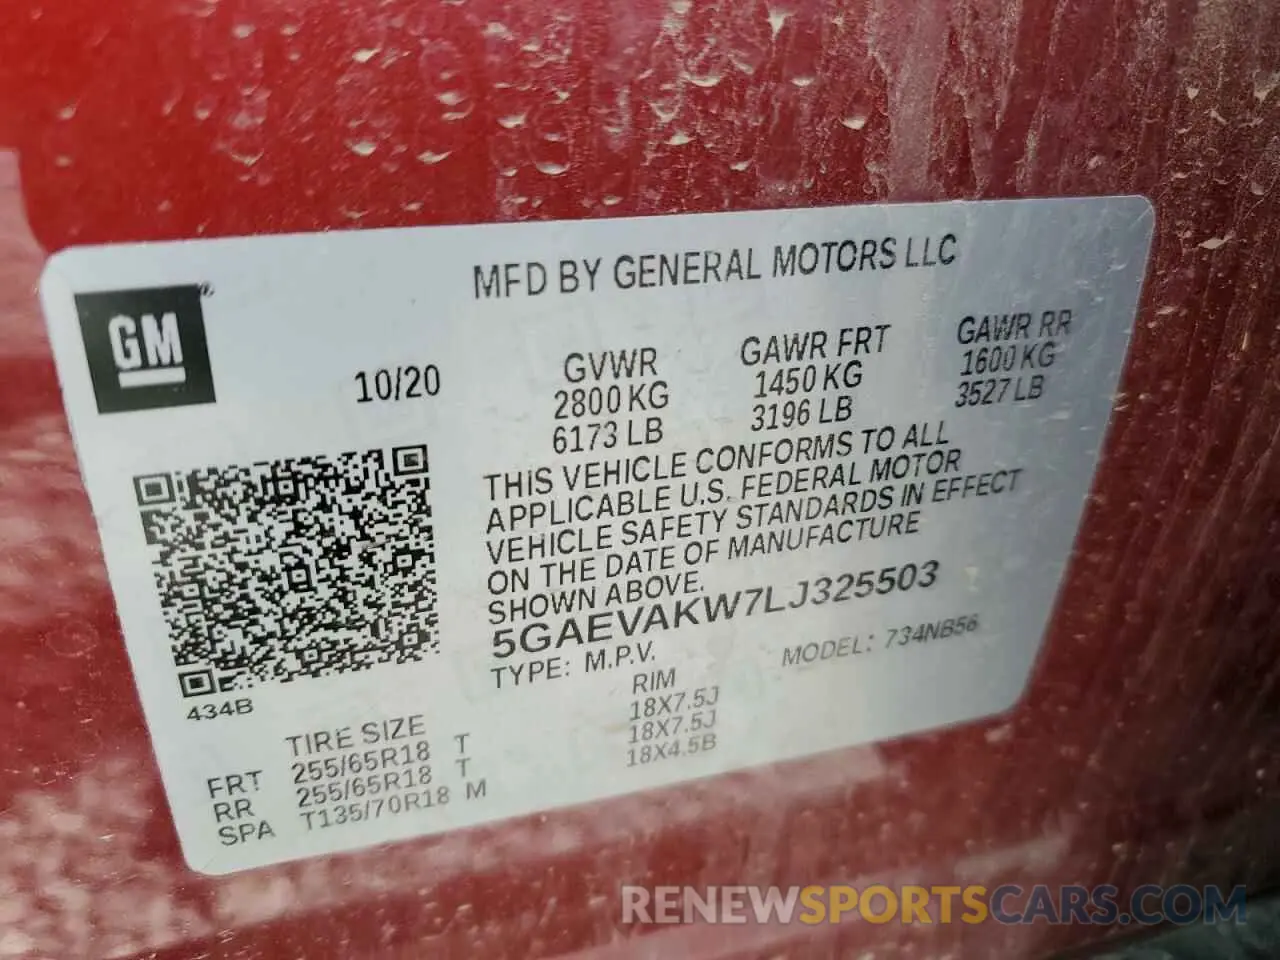 MFD BY GENERAL MOTORS LLC
GM ®
10/20
GVWR GAWR FRT GAWR RR
2800 KG 1450 KG 1600 KG
6173 LB 3196 LB 3527 LB
THIS VEHICLE CONFORMS TO ALL
APPLICABLE U.S. FEDERAL MOTOR
VEHICLE SAFETY STANDARDS IN EFFECT
ON THE DATE OF MANUFACTURE
SHOWN ABOVE.
5GAEVAKW7LJ325503
TYPE: M.P.V. MODEL: 734NB56
434B
TIRE SIZE RIM
FRT 255/65R18 T 18X7.5J
RR 255/65R18 T 18X7.5J
SPA T135/70R18 M 18X4.5B
RENEWSPORTSCARS.COM